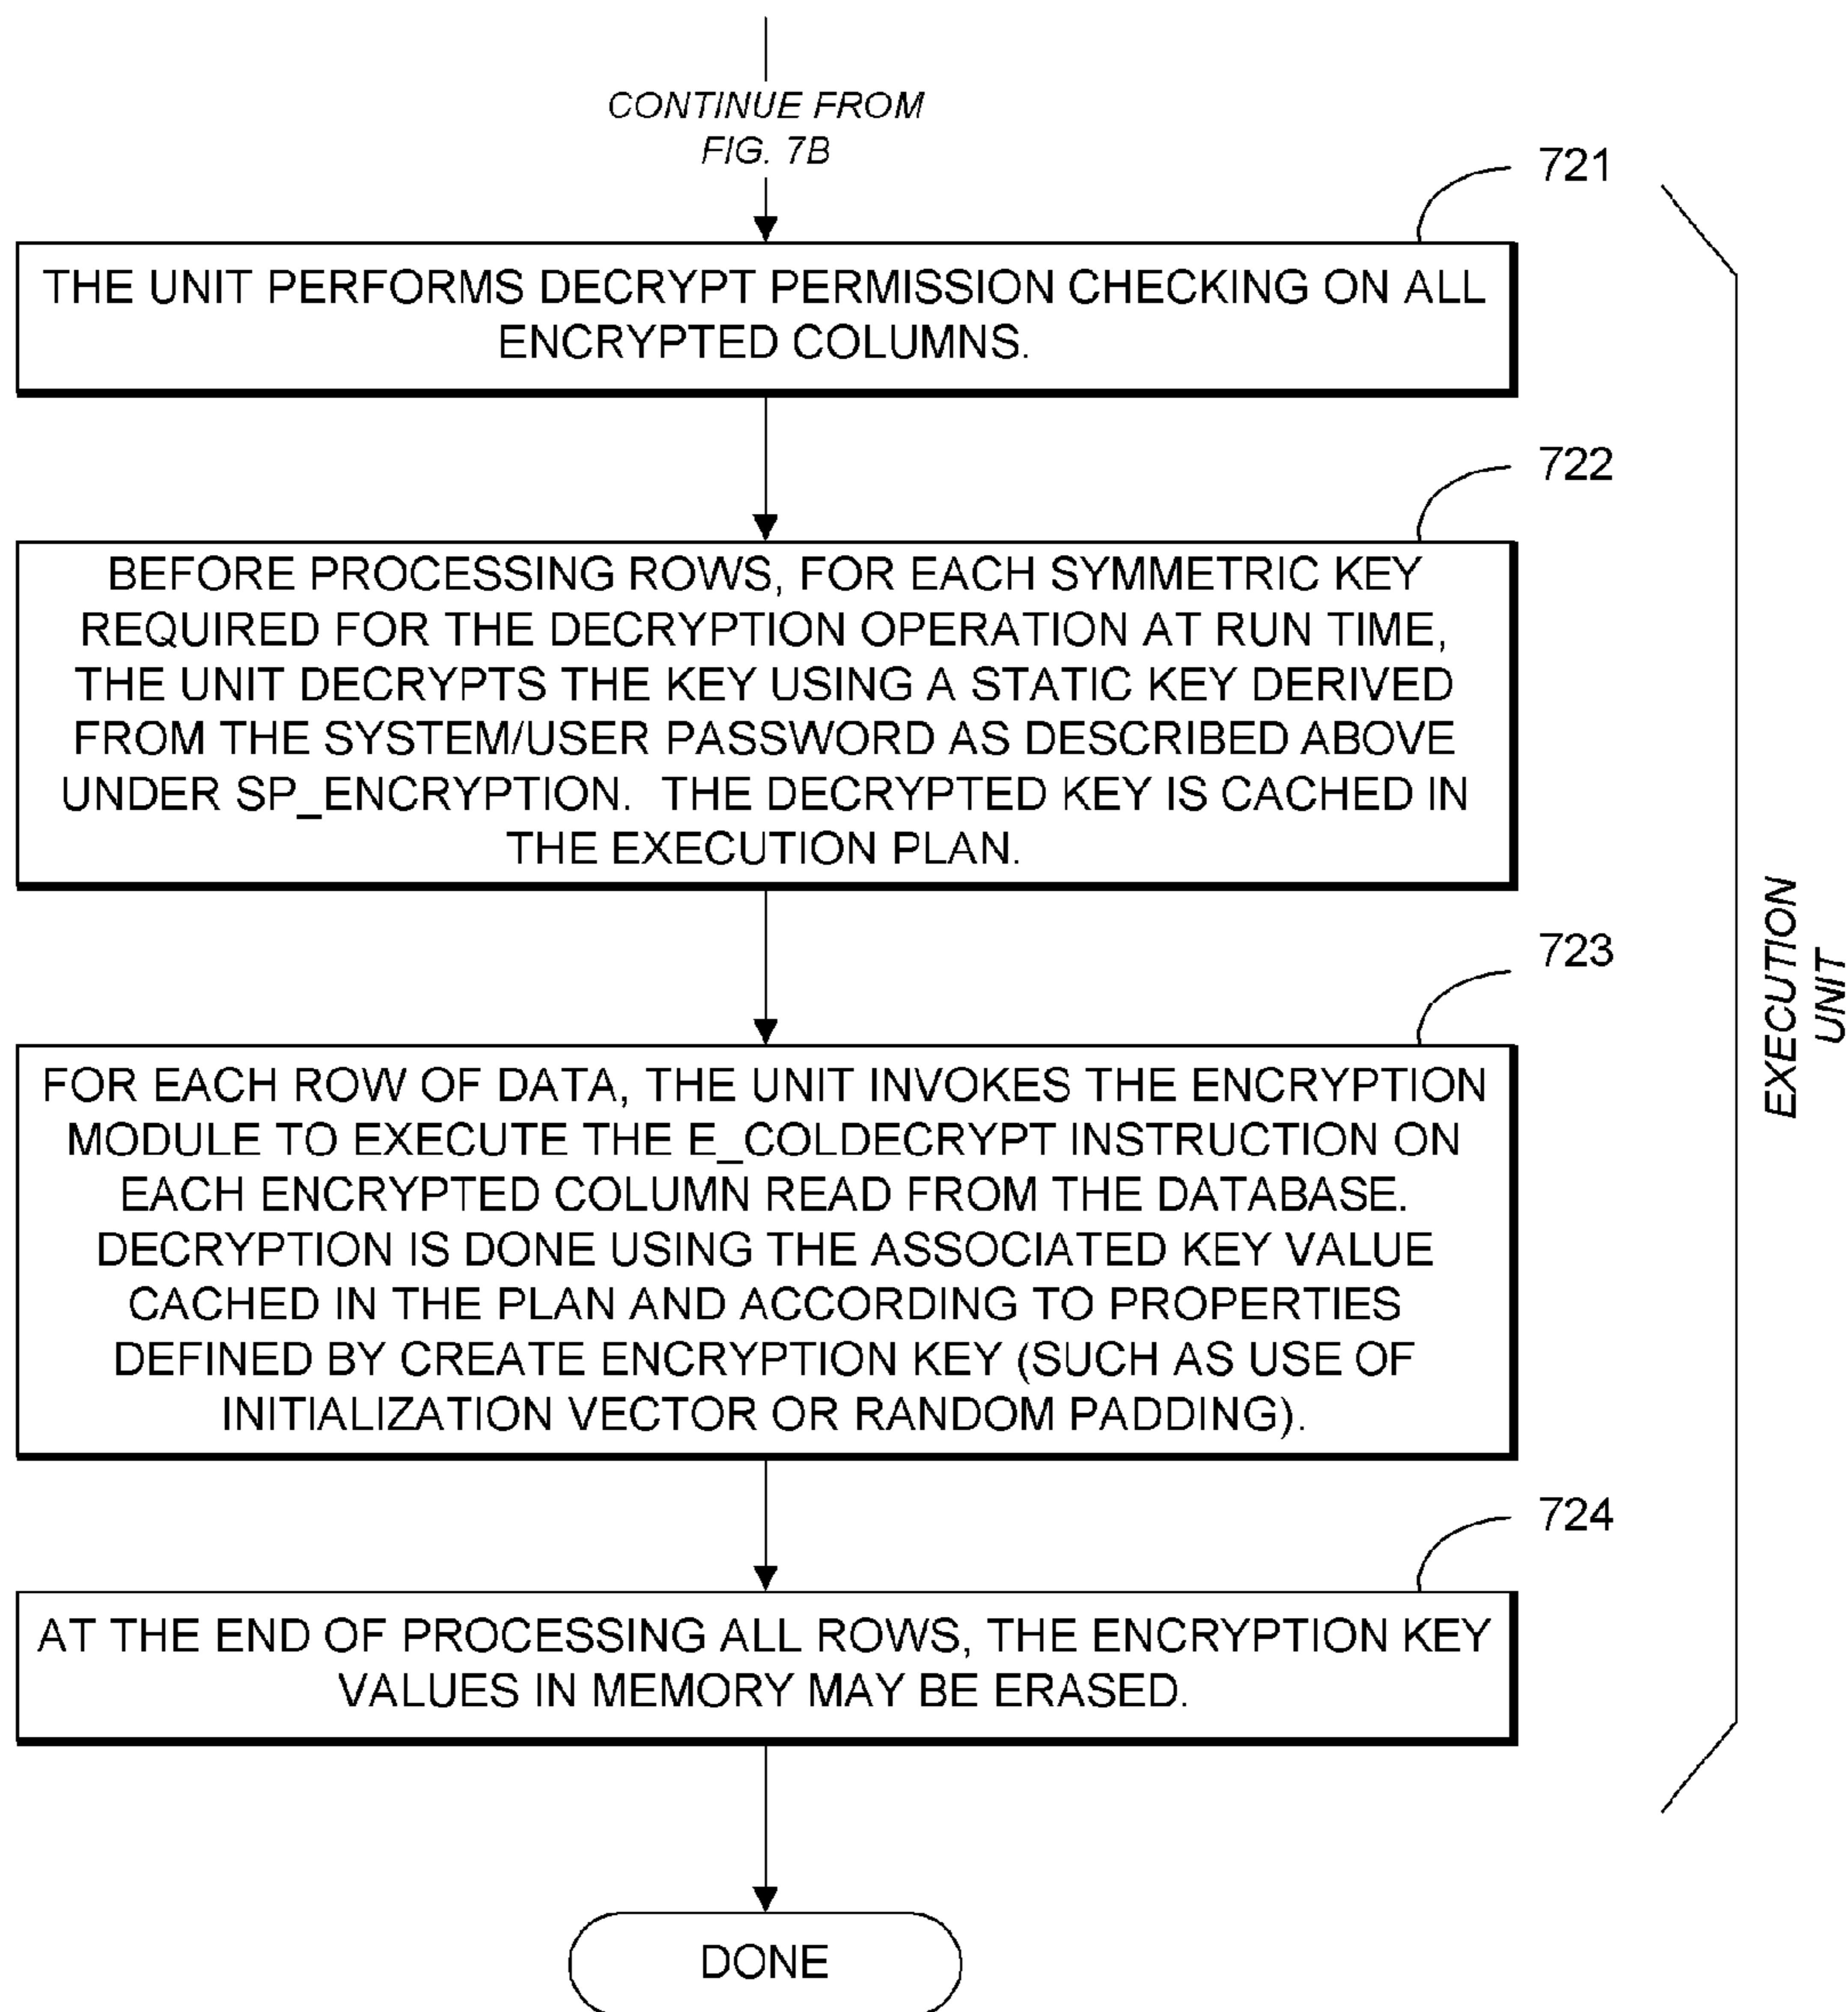 CONTINUE FROM
FIG. 7B
721
THE UNIT PERFORMS DECRYPT PERMISSION CHECKING ON ALL
ENCRYPTED COLUMNS.
722
BEFORE PROCESSING ROWS, FOR EACH SYMMETRIC KEY
REQUIRED FOR THE DECRYPTION OPERATION AT RUN TIME,
THE UNIT DECRYPTS THE KEY USING A STATIC KEY DERIVED
FROM THE SYSTEM/USER PASSWORD AS DESCRIBED ABOVE
UNDER SP_ENCRYPTION.  THE DECRYPTED KEY IS CACHED IN
THE EXECUTION PLAN.
723
FOR EACH ROW OF DATA, THE UNIT INVOKES THE ENCRYPTION
MODULE TO EXECUTE THE E_COLDECRYPT INSTRUCTION ON
EACH ENCRYPTED COLUMN READ FROM THE DATABASE.
DECRYPTION IS DONE USING THE ASSOCIATED KEY VALUE
CACHED IN THE PLAN AND ACCORDING TO PROPERTIES
DEFINED BY CREATE ENCRYPTION KEY (SUCH AS USE OF
INITIALIZATION VECTOR OR RANDOM PADDING).
724
AT THE END OF PROCESSING ALL ROWS, THE ENCRYPTION KEY
VALUES IN MEMORY MAY BE ERASED.
DONE
EXECUTION
UNIT